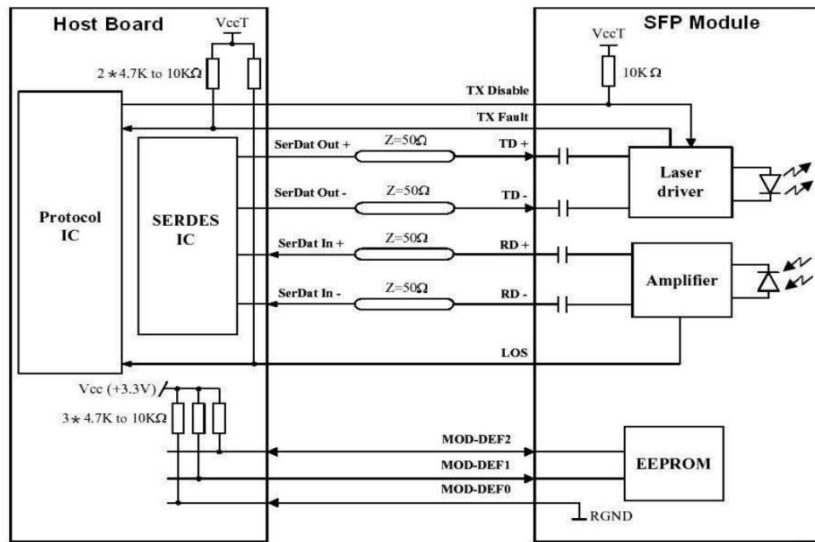 Host Board
SFP Module
VccT
VccT
2∗4.7K to 10KΩ
10KΩ
TX Disable
TX Fault
SerDat Out +
Z=50Ω
TD +
SerDat Out -
Z=50Ω
TD -
Laser
driver
Protocol
IC
SERDES
IC
SerDat In +
Z=50Ω
RD +
SerDat In -
Z=50Ω
RD -
Amplifier
LOS
Vcc (+3.3V)
3∗4.7K to 10KΩ
MOD-DEF2
MOD-DEF1
MOD-DEF0
EEPROM
RGND